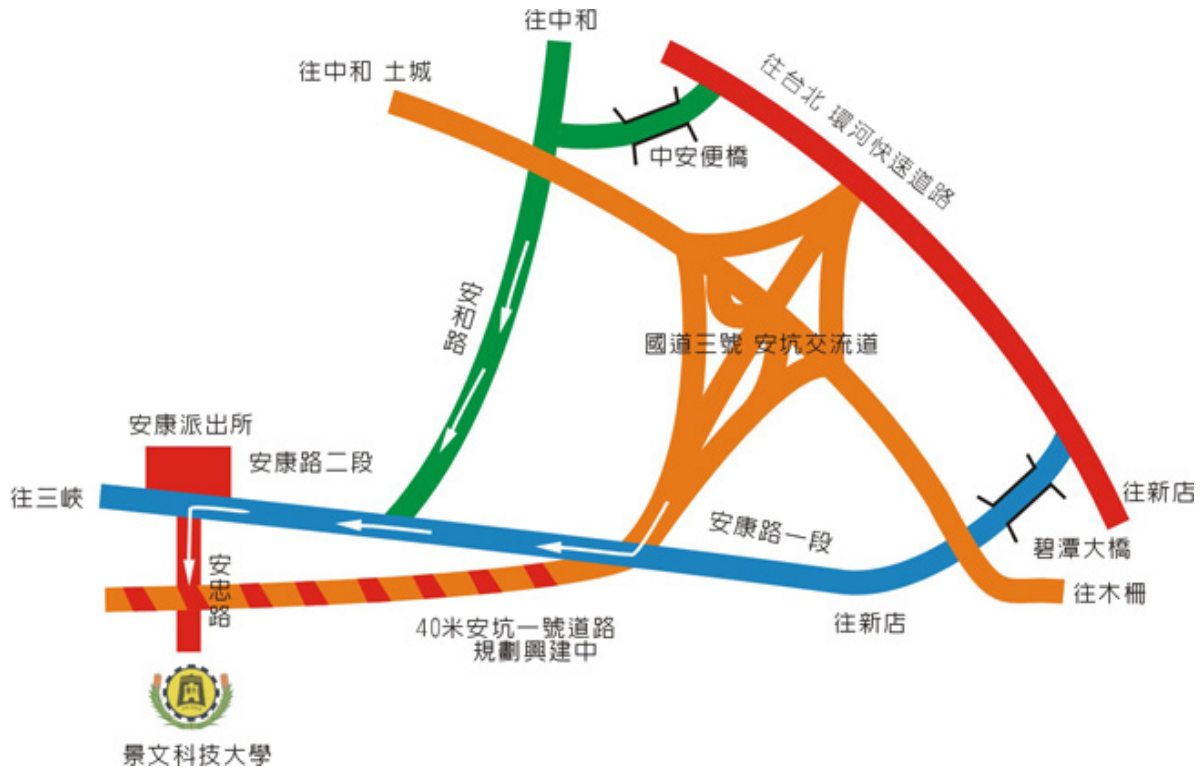 往中和
往中和 土城
往台北 環河快速道路
中安便橋
安和路
國道三號 安坑交流道
安康派出所
安康路二段
往三峽
往新店
安康路一段
碧潭大橋
安忠路
往木柵
往新店
40米安坑一號道路
規劃興建中
景文科技大學